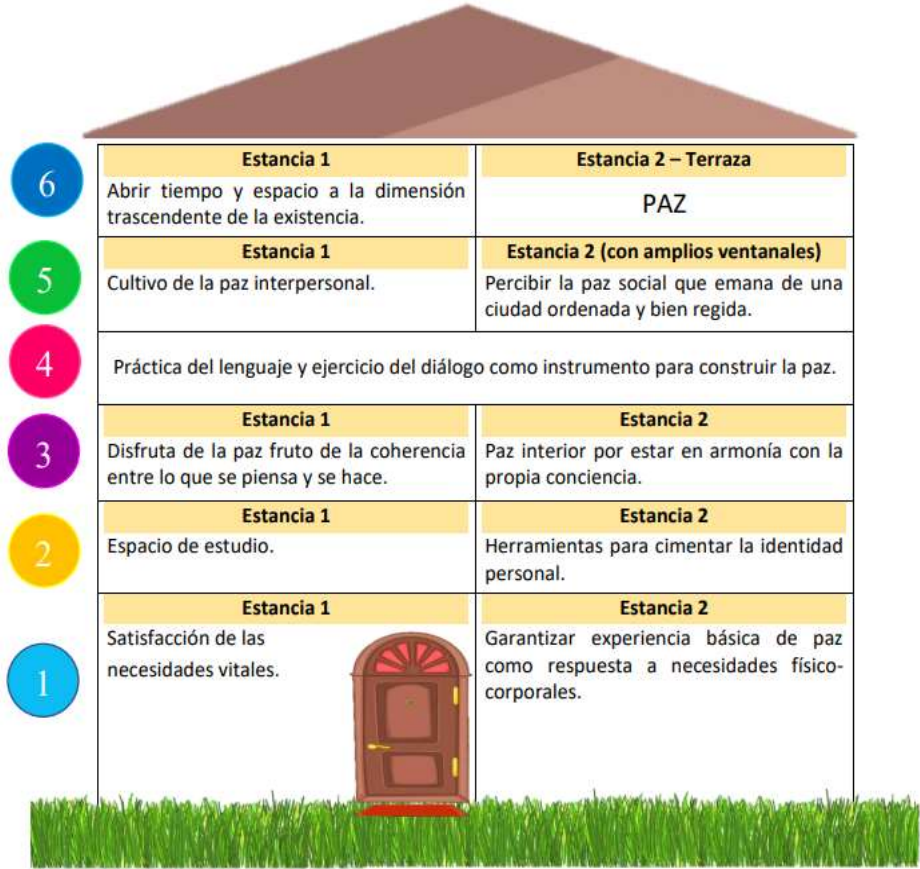 6
Estancia 1
Abrir tiempo y espacio a la dimensión
trascendente de la existencia.
Estancia 2 – Terraza
PAZ
5
Estancia 1
Cultivo de la paz interpersonal.
Estancia 2 (con amplios ventanales)
Percibir la paz social que emana de una
ciudad ordenada y bien regida.
4
Práctica del lenguaje y ejercicio del diálogo como instrumento para construir la paz.
3
Estancia 1
Disfruta de la paz fruto de la coherencia
entre lo que se piensa y se hace.
Estancia 2
Paz interior por estar en armonía con la
propia conciencia.
2
Estancia 1
Espacio de estudio.
Estancia 2
Herramientas para cimentar la identidad
personal.
1
Estancia 1
Satisfacción de las
necesidades vitales.
Estancia 2
Garantizar experiencia básica de paz
como respuesta a necesidades físico-
corporales.